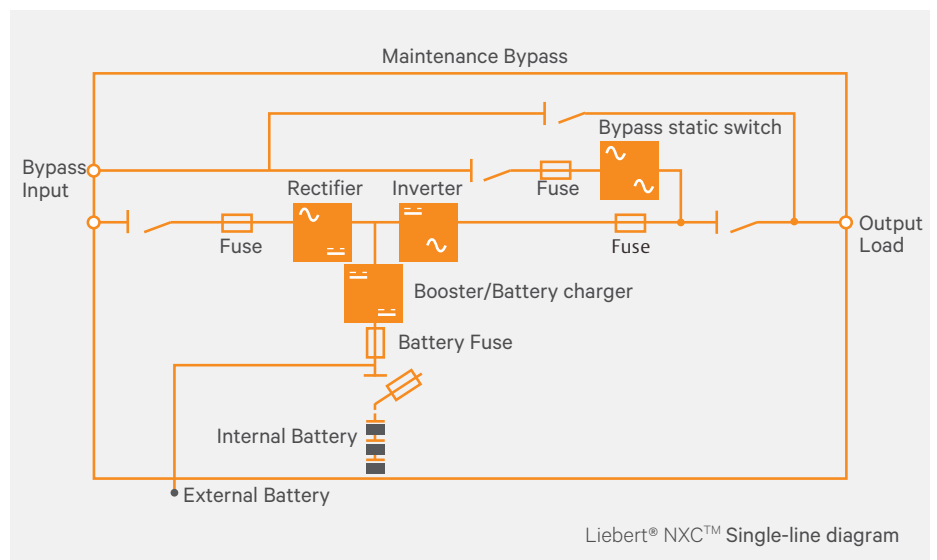 Maintenance Bypass
Bypass static switch
Bypass
Input
Rectifier
Inverter
Fuse
Fuse
Fuse
Output
Load
Booster/Battery charger
Battery Fuse
Internal Battery
External Battery
Liebert® NXC™ Single-line diagram